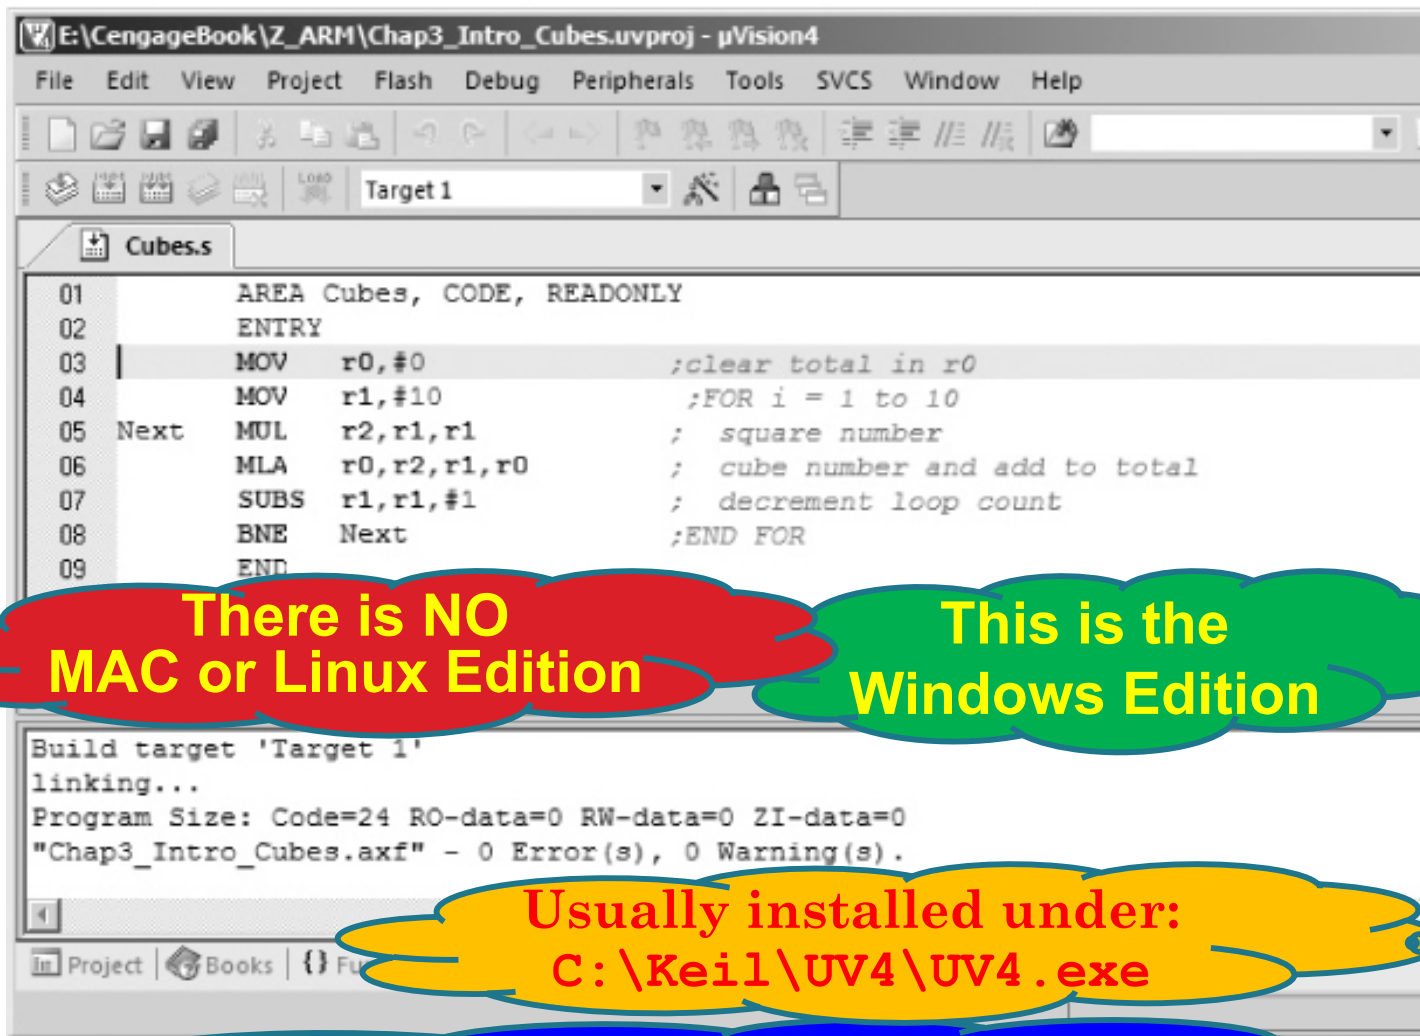 E:\CengageBook\Z_ARM\Chap3_Intro_Cubes.uvproj - µVision4
File Edit View Project Flash Debug Peripherals Tools SVCS Window Help
LOAD Target 1
Cubes.s
01 AREA Cubes, CODE, READONLY
02 ENTRY
03 MOV r0,#0 ;clear total in r0
04 MOV r1,#10 ;FOR i = 1 to 10
05 Next MUL r2,r1,r1 ; square number
06 MLA r0,r2,r1,r0 ; cube number and add to total
07 SUBS r1,r1,#1 ; decrement loop count
08 BNE Next ;END FOR
09 END
There is NO
MAC or Linux Edition
This is the
Windows Edition
Build target 'Target 1'
linking...
Program Size: Code=24 RO-data=0 RW-data=0 ZI-data=0
"Chap3_Intro_Cubes.axf" - 0 Error(s), 0 Warning(s).
Usually installed under:
C:\Keil\UV4\UV4.exe
Project Books {} Fu